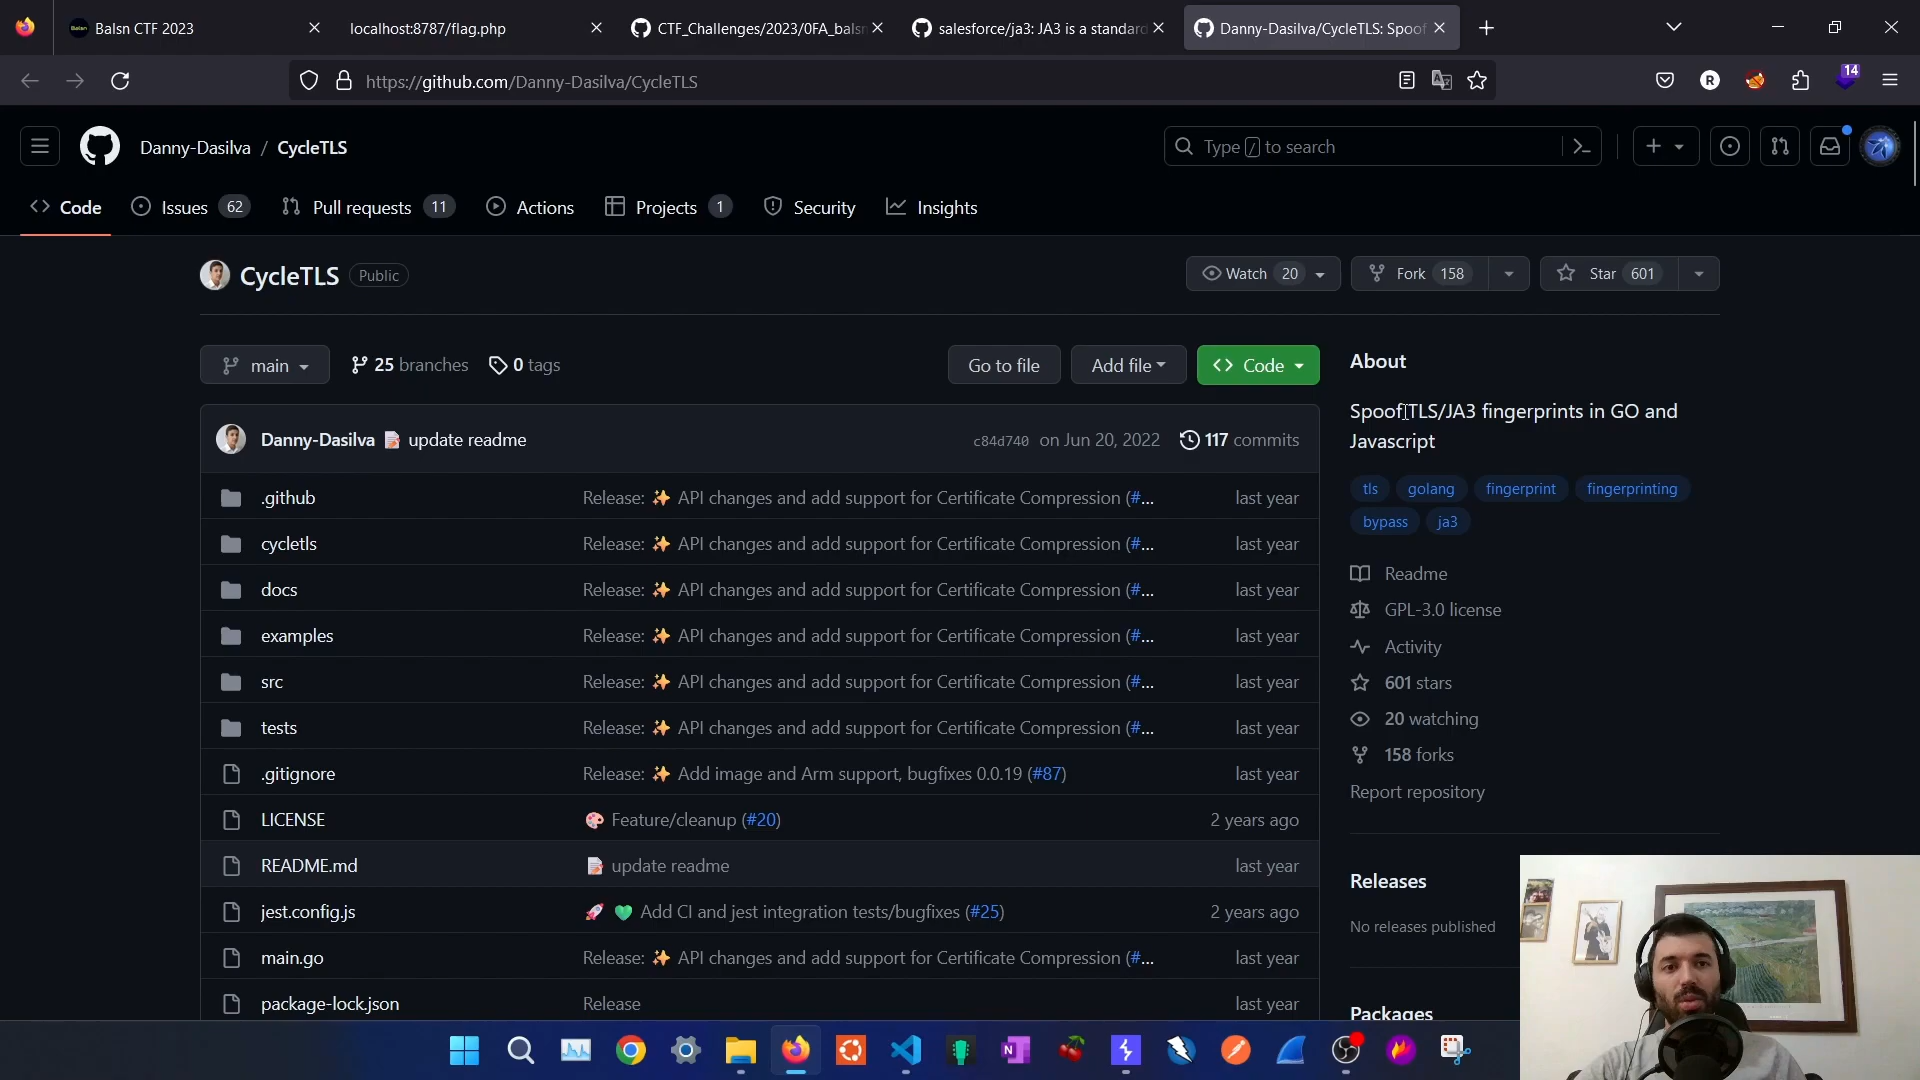 Balsn CTF 2023
localhost:8787/flag.php
CTF_Challenges/2023/0FA_balsn
salesforce/ja3: JA3 is a standard
Danny-Dasilva/CycleTLS: Spoof
https://github.com/Danny-Dasilva/CycleTLS
R
14
Danny-Dasilva / CycleTLS
Type / to search
Code
Issues 62
Pull requests 11
Actions
Projects 1
Security
Insights
CycleTLS Public
Watch 20
Fork 158
Star 601
main
25 branches
0 tags
Go to file
Add file
Code
Danny-Dasilva 📝 update readme
c84d740 on Jun 20, 2022
117 commits
.github Release: ✨ API changes and add support for Certificate Compression (#... last year
cycletls Release: ✨ API changes and add support for Certificate Compression (#... last year
docs Release: ✨ API changes and add support for Certificate Compression (#... last year
examples Release: ✨ API changes and add support for Certificate Compression (#... last year
src Release: ✨ API changes and add support for Certificate Compression (#... last year
tests Release: ✨ API changes and add support for Certificate Compression (#... last year
.gitignore Release: ✨ Add image and Arm support, bugfixes 0.0.19 (#87) last year
LICENSE 🎨 Feature/cleanup (#20) 2 years ago
README.md 📝 update readme last year
jest.config.js 🚀 💚 Add CI and jest integration tests/bugfixes (#25) 2 years ago
main.go Release: ✨ API changes and add support for Certificate Compression (#... last year
package-lock.json Release last year
About
Spoof TLS/JA3 fingerprints in GO and
Javascript
tls golang fingerprint fingerprinting
bypass ja3
Readme
GPL-3.0 license
Activity
601 stars
20 watching
158 forks
Report repository
Releases
No releases published
Packages